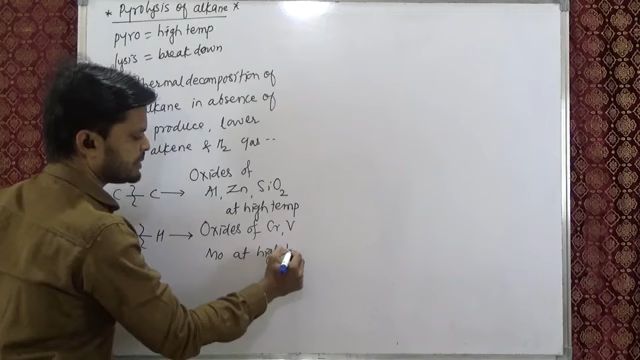 * Pyrolysis of alkane *
pyro = high temp
lysis = break down
thermal decomposition of
alkane in absence of
produce, lower
alkene & H2 gas --
C C → Oxides of
Al, Zn, SiO2
at high temp
H → Oxides of Cr, V
Mo at high